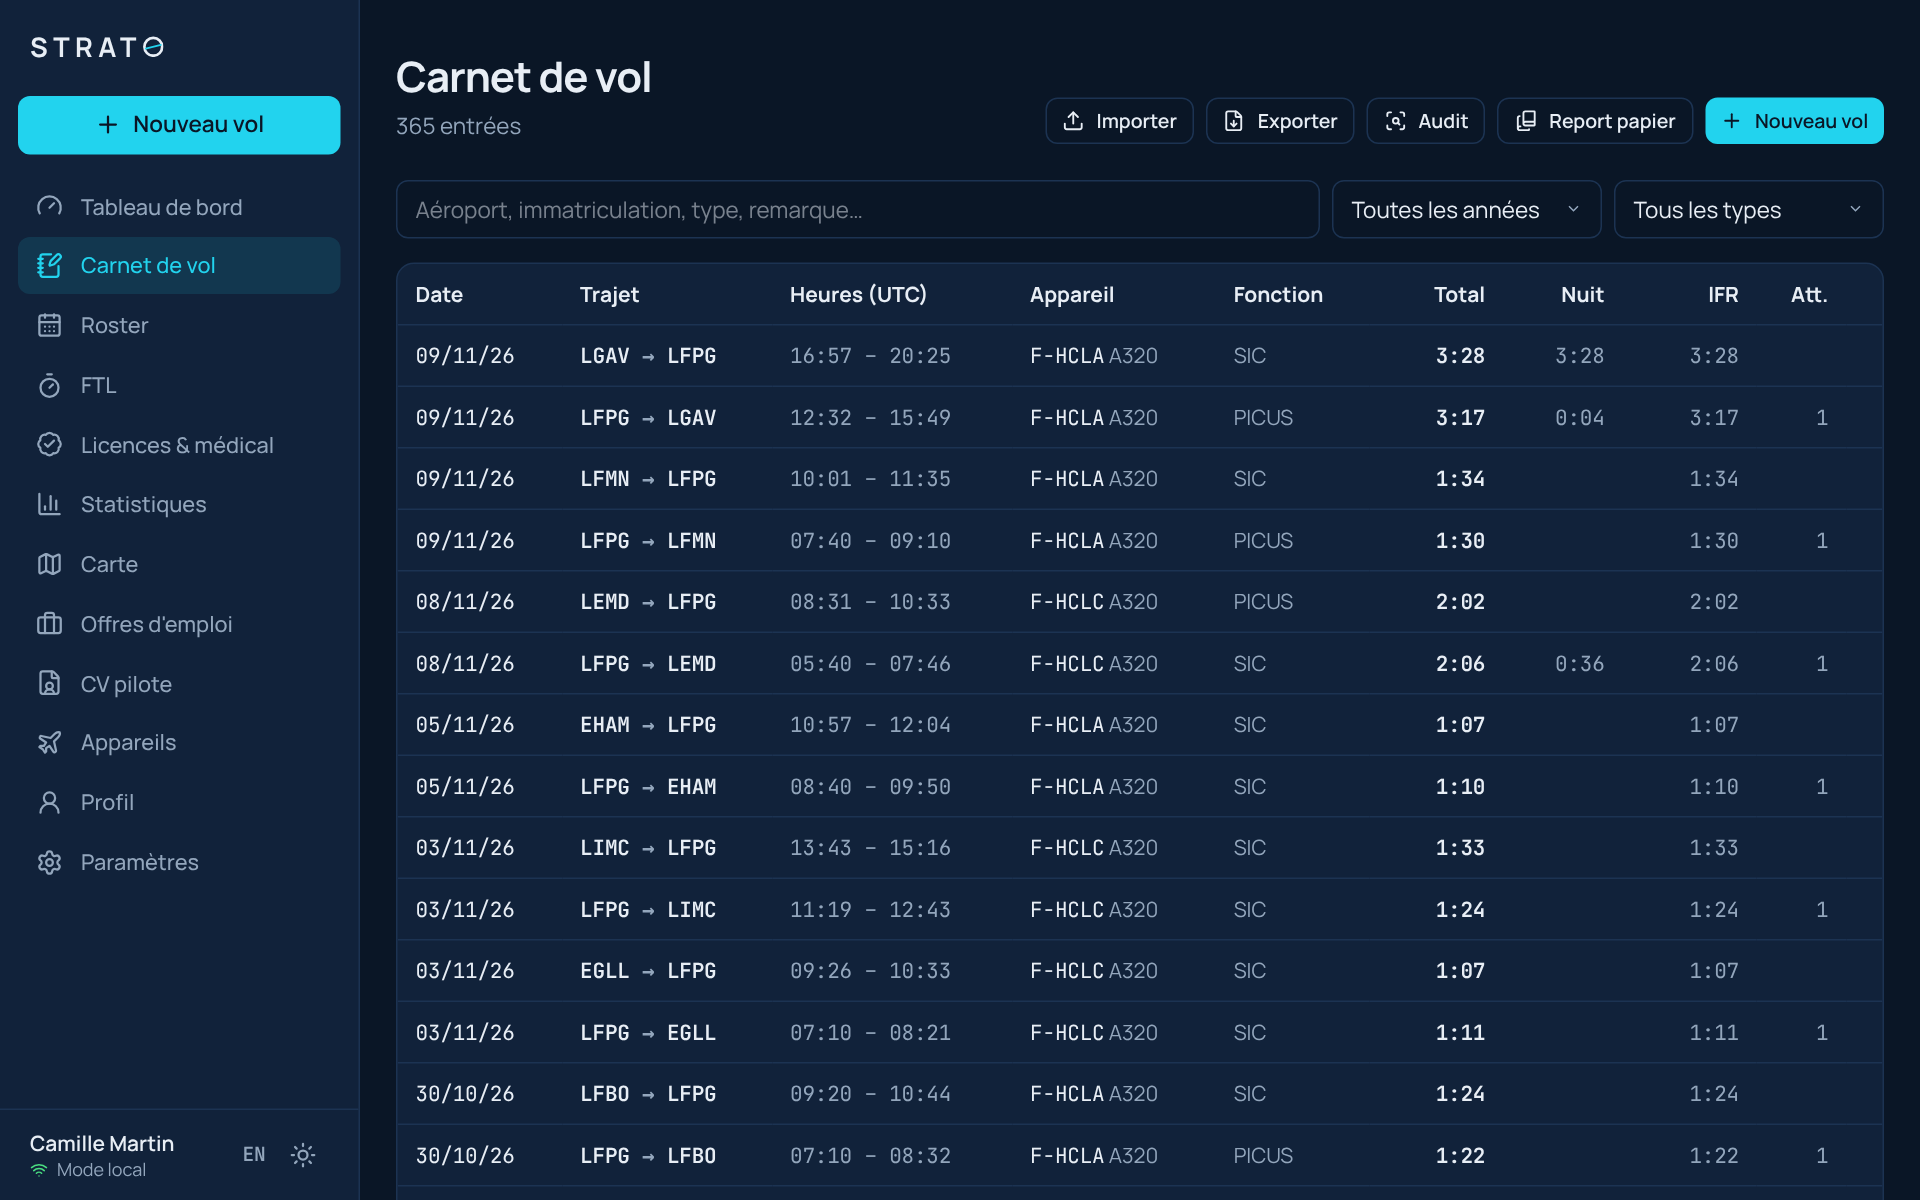 STRATO
+ Nouveau vol
Tableau de bord
Carnet de vol
Roster
FTL
Licences & médical
Statistiques
Carte
Offres d'emploi
CV pilote
Appareils
Profil
Paramètres
Camille Martin
Mode local
EN
Carnet de vol
365 entrées
Importer
Exporter
Audit
Report papier
+ Nouveau vol
Aéroport, immatriculation, type, remarque…
Toutes les années
Tous les types
Date Trajet Heures (UTC) Appareil Fonction Total Nuit IFR Att.
09/11/26 LGAV → LFPG 16:57 – 20:25 F-HCLA A320 SIC 3:28 3:28 3:28
09/11/26 LFPG → LGAV 12:32 – 15:49 F-HCLA A320 PICUS 3:17 0:04 3:17 1
09/11/26 LFMN → LFPG 10:01 – 11:35 F-HCLA A320 SIC 1:34 1:34
09/11/26 LFPG → LFMN 07:40 – 09:10 F-HCLA A320 PICUS 1:30 1:30 1
08/11/26 LEMD → LFPG 08:31 – 10:33 F-HCLC A320 PICUS 2:02 2:02
08/11/26 LFPG → LEMD 05:40 – 07:46 F-HCLC A320 SIC 2:06 0:36 2:06 1
05/11/26 EHAM → LFPG 10:57 – 12:04 F-HCLA A320 SIC 1:07 1:07
05/11/26 LFPG → EHAM 08:40 – 09:50 F-HCLA A320 SIC 1:10 1:10 1
03/11/26 LIMC → LFPG 13:43 – 15:16 F-HCLC A320 SIC 1:33 1:33
03/11/26 LFPG → LIMC 11:19 – 12:43 F-HCLC A320 SIC 1:24 1:24 1
03/11/26 EGLL → LFPG 09:26 – 10:33 F-HCLC A320 SIC 1:07 1:07
03/11/26 LFPG → EGLL 07:10 – 08:21 F-HCLC A320 SIC 1:11 1:11 1
30/10/26 LFBO → LFPG 09:20 – 10:44 F-HCLA A320 SIC 1:24 1:24
30/10/26 LFPG → LFBO 07:10 – 08:32 F-HCLA A320 PICUS 1:22 1:22 1